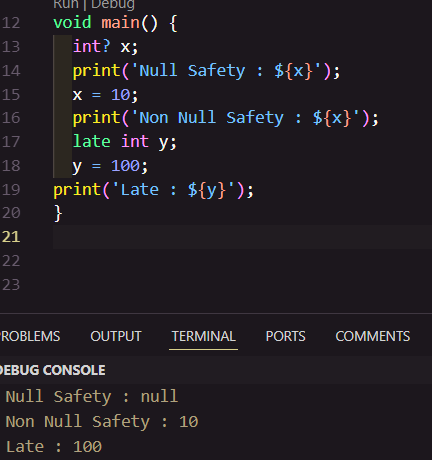 Run | Debug
12 void main() {
13 int? x;
14 print('Null Safety : ${x}');
15 x = 10;
16 print('Non Null Safety : ${x}');
17 late int y;
18 y = 100;
19 print('Late : ${y}');
20 }
21
22
23
ROBLEMS OUTPUT TERMINAL PORTS COMMENTS
DEBUG CONSOLE
Null Safety : null
Non Null Safety : 10
Late : 100